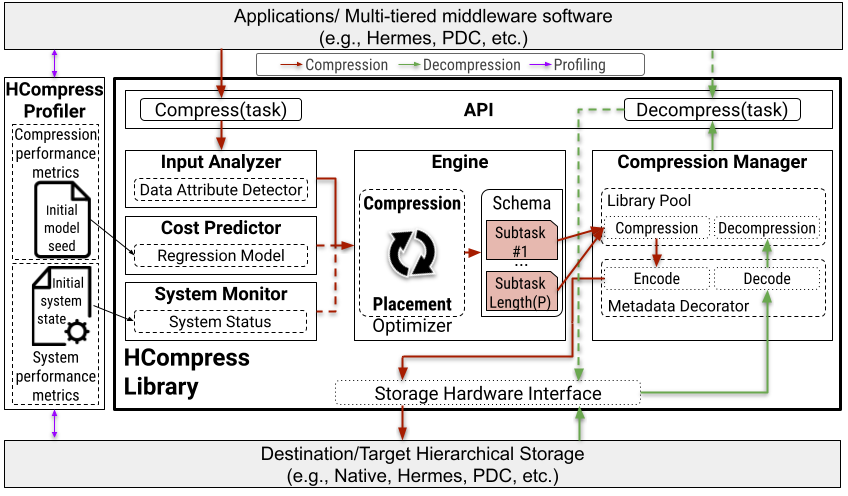 Applications/ Multi-tiered middleware software
(e.g., Hermes, PDC, etc.)
Compression
Decompression
Profiling
HCompress
Profiler
Compression
performance
metrics
Initial
model
seed
Initial
system
state
System
performance
metrics
Compress(task)
API
Decompress(task)
Input Analyzer
Data Attribute Detector
Cost Predictor
Regression Model
System Monitor
System Status
HCompress
Library
Engine
Compression
Placement
Optimizer
Schema
Subtask
#1
...
Subtask
Length(P)
Compression Manager
Library Pool
Compression
Decompression
Encode
Decode
Metadata Decorator
Storage Hardware Interface
Destination/Target Hierarchical Storage
(e.g., Native, Hermes, PDC, etc.)